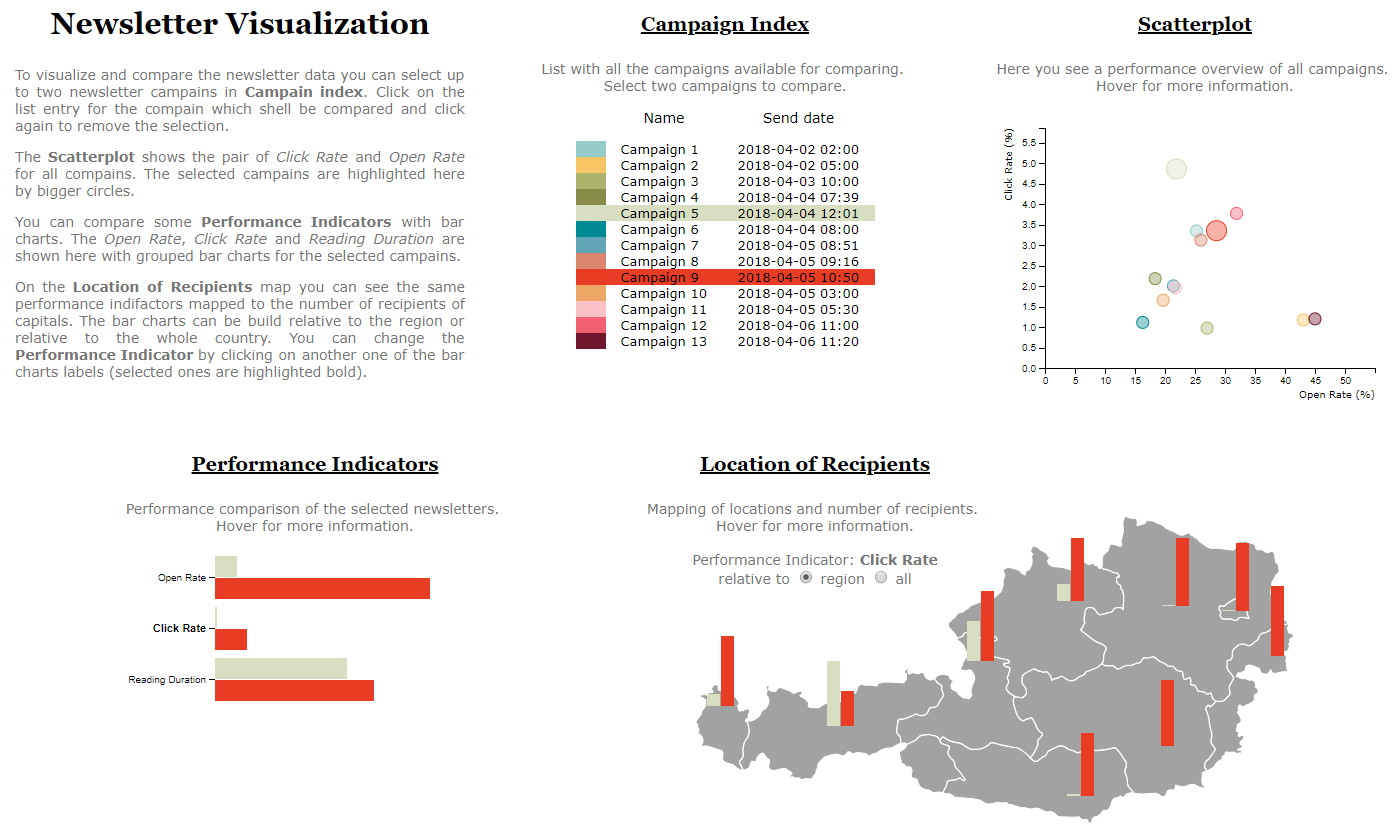 Newsletter Visualization
To visualize and compare the newsletter data you can select up
to two newsletter campains in Campain index. Click on the
list entry for the compain which shell be compared and click
again to remove the selection.
The Scatterplot shows the pair of Click Rate and Open Rate
for all compains. The selected campains are highlighted here
by bigger circles.
You can compare some Performance Indicators with bar
charts. The Open Rate, Click Rate and Reading Duration are
shown here with grouped bar charts for the selected campains.
On the Location of Recipients map you can see the same
performance indifactors mapped to the number of recipients of
capitals. The bar charts can be build relative to the region or
relative to the whole country. You can change the
Performance Indicator by clicking on another one of the bar
charts labels (selected ones are highlighted bold).
Campaign Index
List with all the campaigns available for comparing.
Select two campaigns to compare.
Name Send date
Campaign 1 2018-04-02 02:00
Campaign 2 2018-04-02 05:00
Campaign 3 2018-04-03 10:00
Campaign 4 2018-04-04 07:39
Campaign 5 2018-04-04 12:01
Campaign 6 2018-04-04 08:00
Campaign 7 2018-04-05 08:51
Campaign 8 2018-04-05 09:16
Campaign 9 2018-04-05 10:50
Campaign 10 2018-04-05 03:00
Campaign 11 2018-04-05 05:30
Campaign 12 2018-04-06 11:00
Campaign 13 2018-04-06 11:20
Scatterplot
Here you see a performance overview of all campaigns.
Hover for more information.
Click Rate (%)
5.5
5.0
4.5
4.0
3.5
3.0
2.5
2.0
1.5
1.0
0.5
0.0
0 5 10 15 20 25 30 35 40 45 50
Open Rate (%)
Performance Indicators
Performance comparison of the selected newsletters.
Hover for more information.
Open Rate
Click Rate
Reading Duration
Location of Recipients
Mapping of locations and number of recipients.
Hover for more information.
Performance Indicator: Click Rate
relative to region all